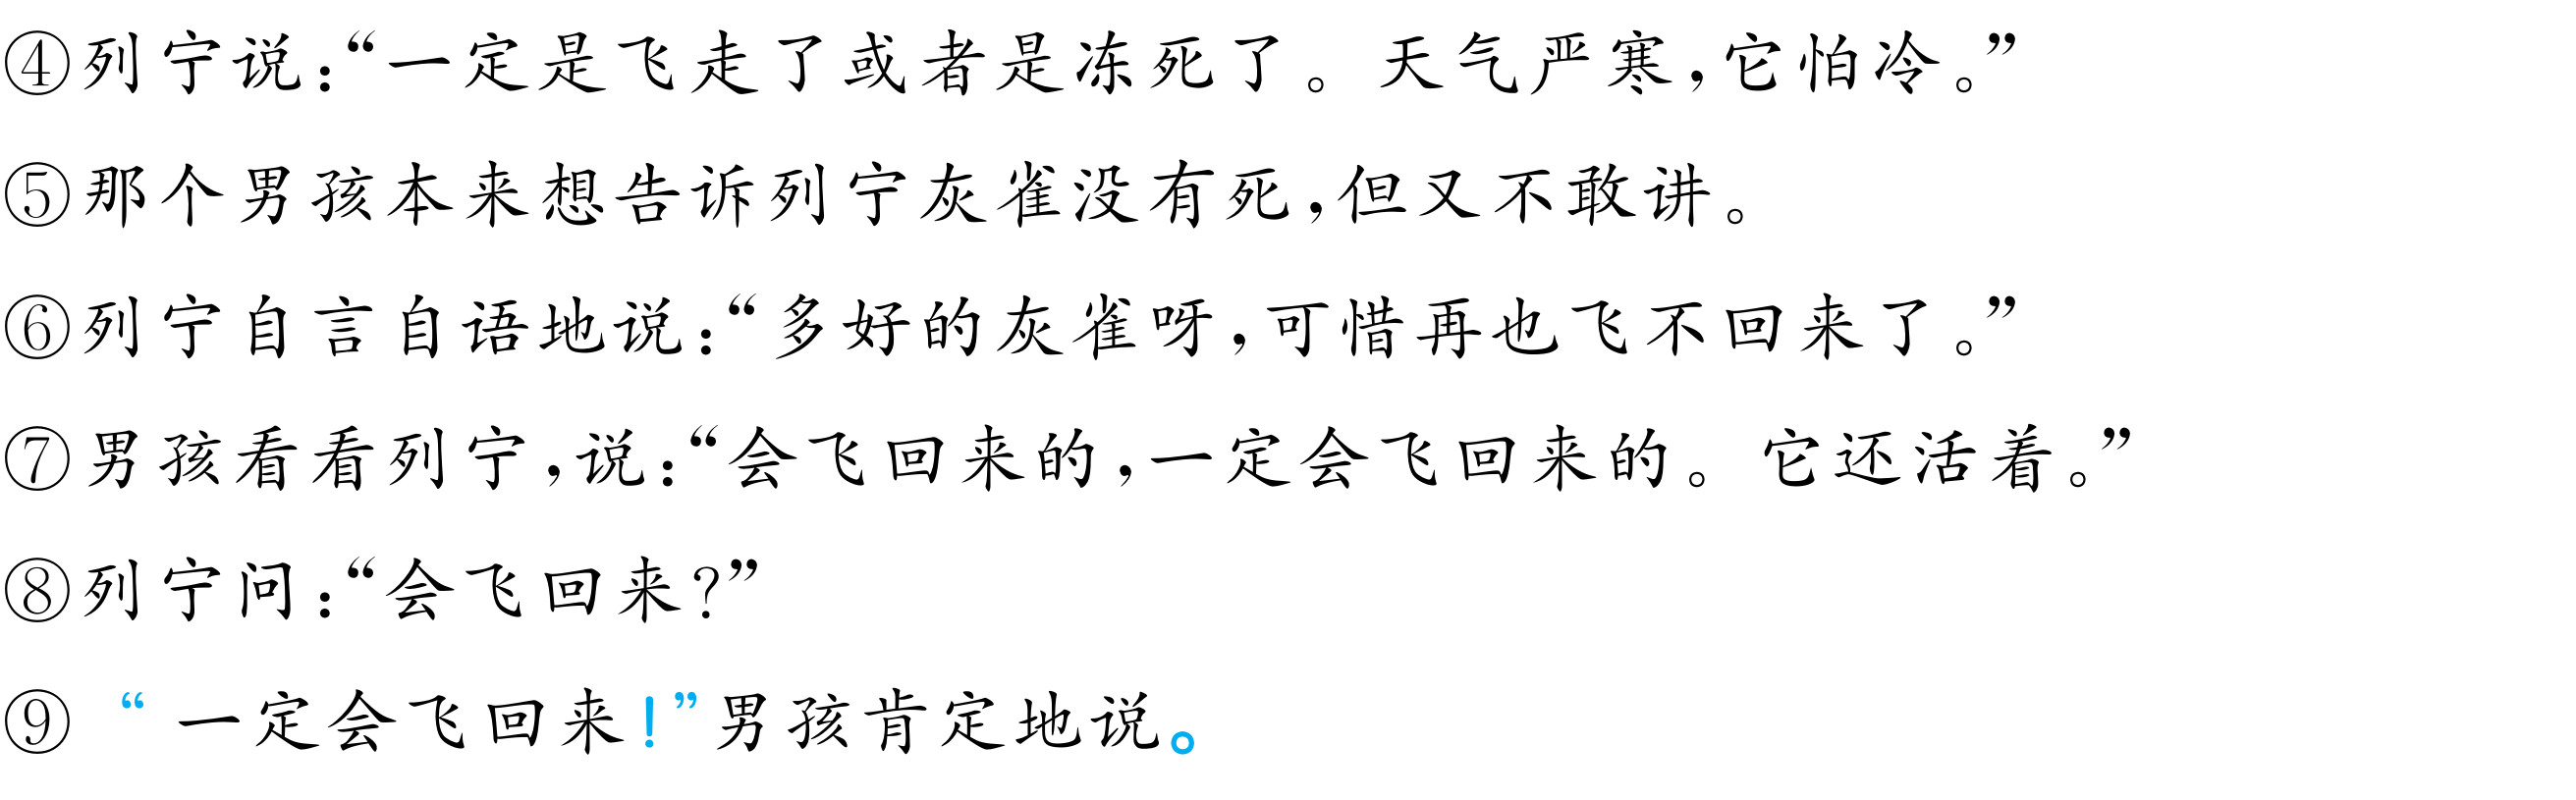 ④列宁说：“一定是飞走了或者是冻死了。天气严寒，它怕冷。”
⑤那个男孩本来想告诉列宁灰雀没有死，但又不敢讲。
⑥列宁自言自语地说：“多好的灰雀呀，可惜再也飞不回来了。”
⑦男孩看看列宁，说：“会飞回来的，一定会飞回来的。它还活着。”
⑧列宁问：“会飞回来？”
⑨“一定会飞回来！”男孩肯定地说。